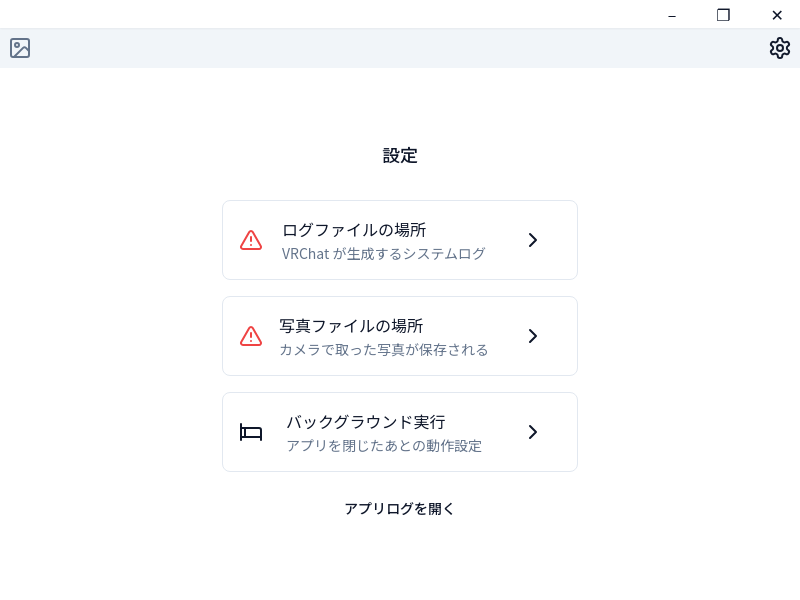 設定
ログファイルの場所
VRChat が生成するシステムログ
写真ファイルの場所
カメラで取った写真が保存される
バックグラウンド実行
アプリを閉じたあとの動作設定
アプリログを開く